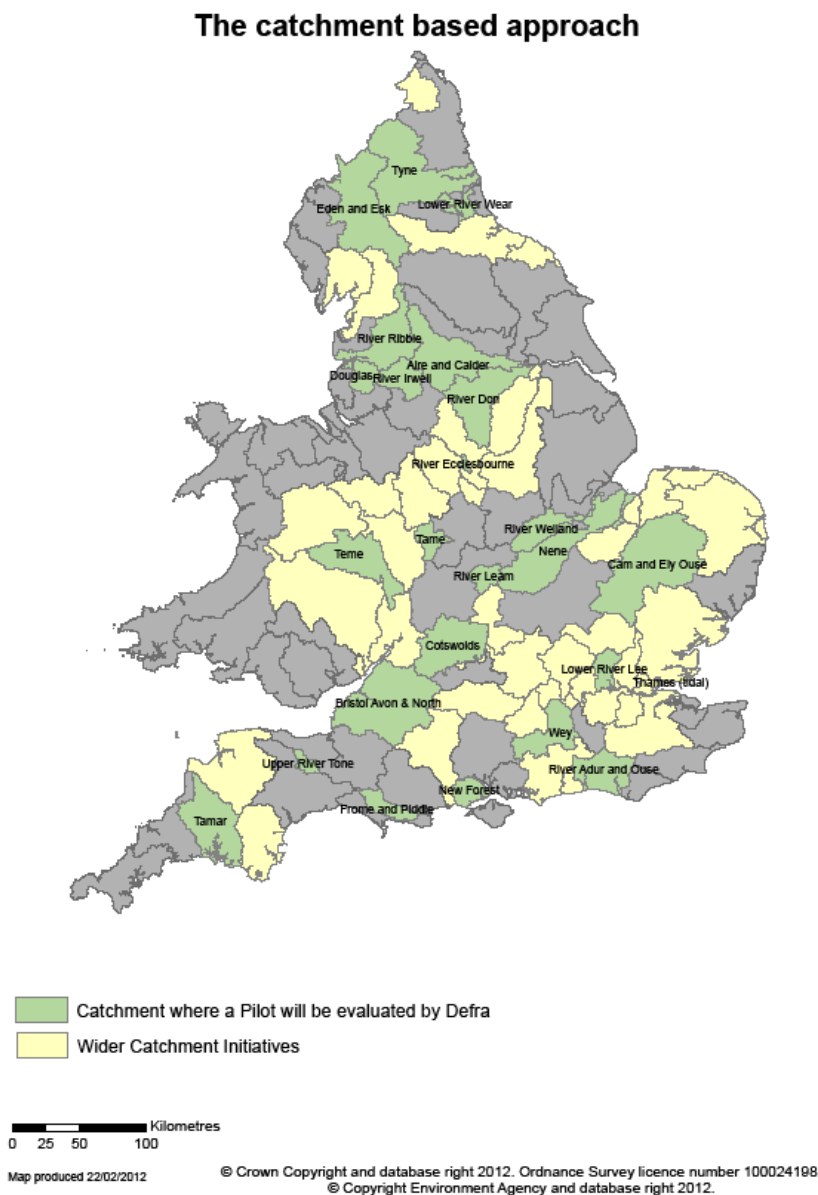 The catchment based approach
Tyne
Eden and Esk
Lower River Wear
River Ribble
Aire and Calder
Douglas
River Irwell
River Don
River Ecclesbourne
River Welland
Tame
Nene
Teme
Cam and Ely Ouse
River Leam
Cotswolds
Lower River Lee
Thames (tidal)
Bristol Avon & North
Wey
Upper River Tone
River Adur and Ouse
New Forest
Frome and Piddle
Tamar
Catchment where a Pilot will be evaluated by Defra
Wider Catchment Initiatives
Kilometres
0 25 50 100
Map produced 22/02/2012
© Crown Copyright and database right 2012. Ordnance Survey licence number 100024198
© Copyright Environment Agency and database right 2012.